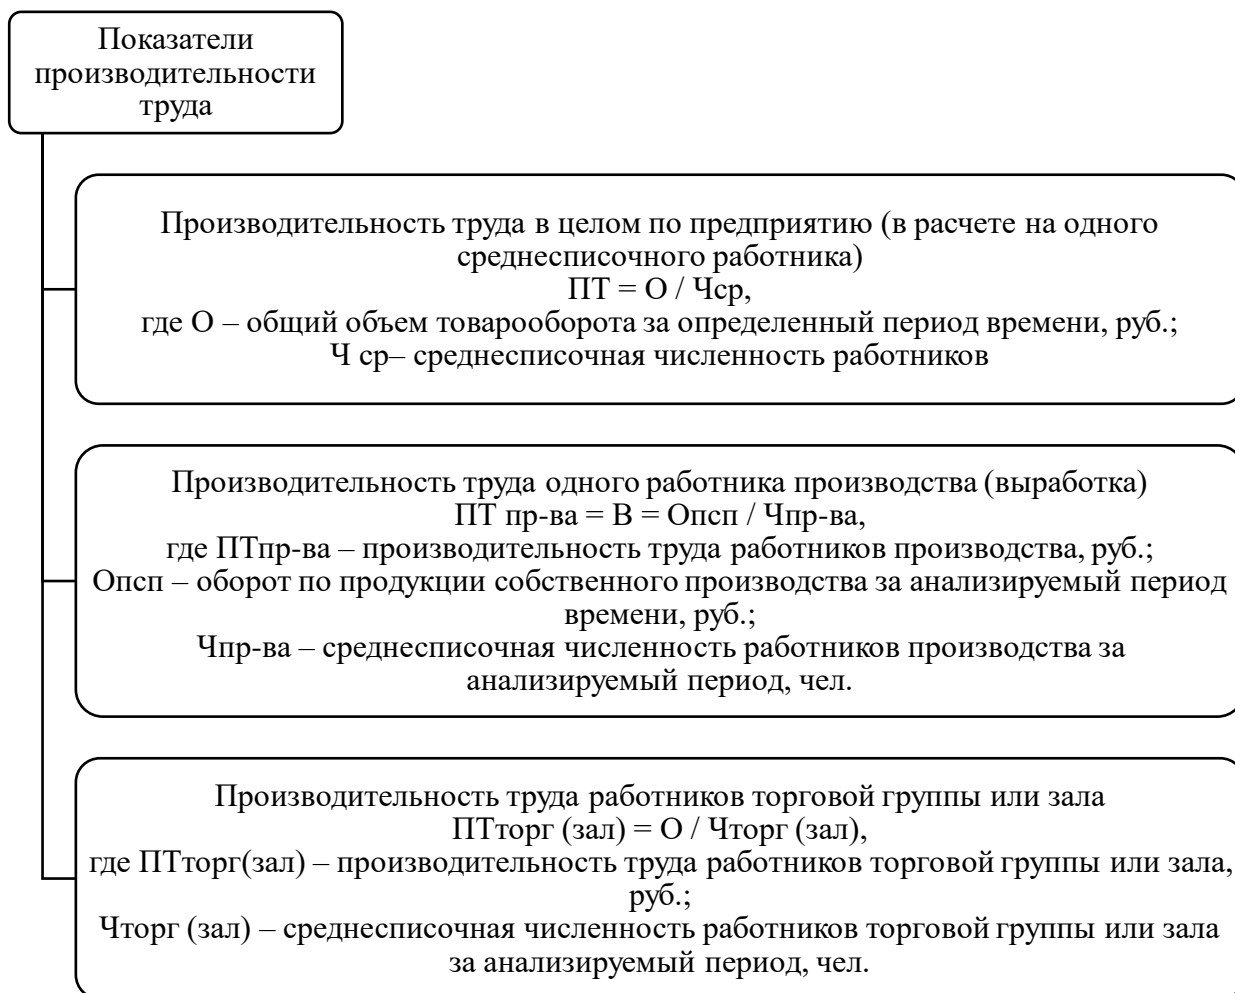 Показатели
производительности
труда
Производительность труда в целом по предприятию (в расчете на одного
среднесписочного работника)
ПТ = О / Чср,
где О – общий объем товарооборота за определенный период времени, руб.;
Ч ср– среднесписочная численность работников
Производительность труда одного работника производства (выработка)
ПТ пр-ва = В = Опсп / Чпр-ва,
где ПТпр-ва – производительность труда работников производства, руб.;
Опсп – оборот по продукции собственного производства за анализируемый период
времени, руб.;
Чпр-ва – среднесписочная численность работников производства за
анализируемый период, чел.
Производительность труда работников торговой группы или зала
ПТторг (зал) = О / Чторг (зал),
где ПТторг(зал) – производительность труда работников торговой группы или зала,
руб.;
Чторг (зал) – среднесписочная численность работников торговой группы или зала
за анализируемый период, чел.